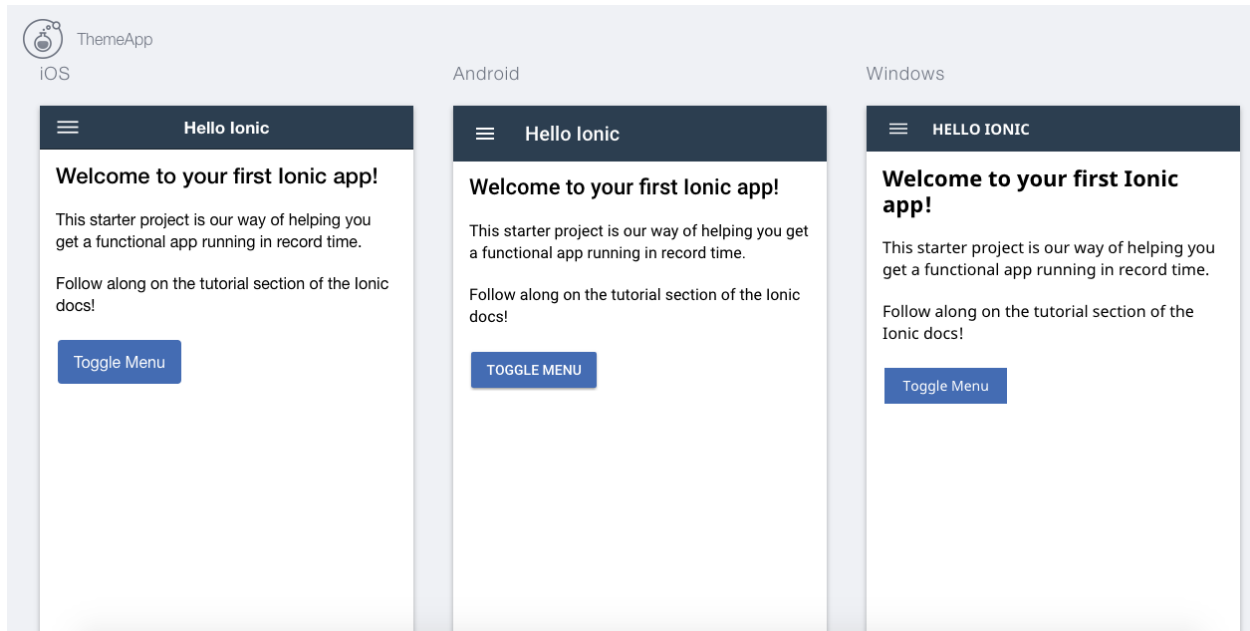 ThemeApp
iOS
Hello Ionic
Welcome to your first Ionic app!
This starter project is our way of helping you
get a functional app running in record time.
Follow along on the tutorial section of the Ionic
docs!
Toggle Menu
Android
Hello Ionic
Welcome to your first Ionic app!
This starter project is our way of helping you get
a functional app running in record time.
Follow along on the tutorial section of the Ionic
docs!
TOGGLE MENU
Windows
HELLO IONIC
Welcome to your first Ionic
app!
This starter project is our way of helping you
get a functional app running in record time.
Follow along on the tutorial section of the
Ionic docs!
Toggle Menu